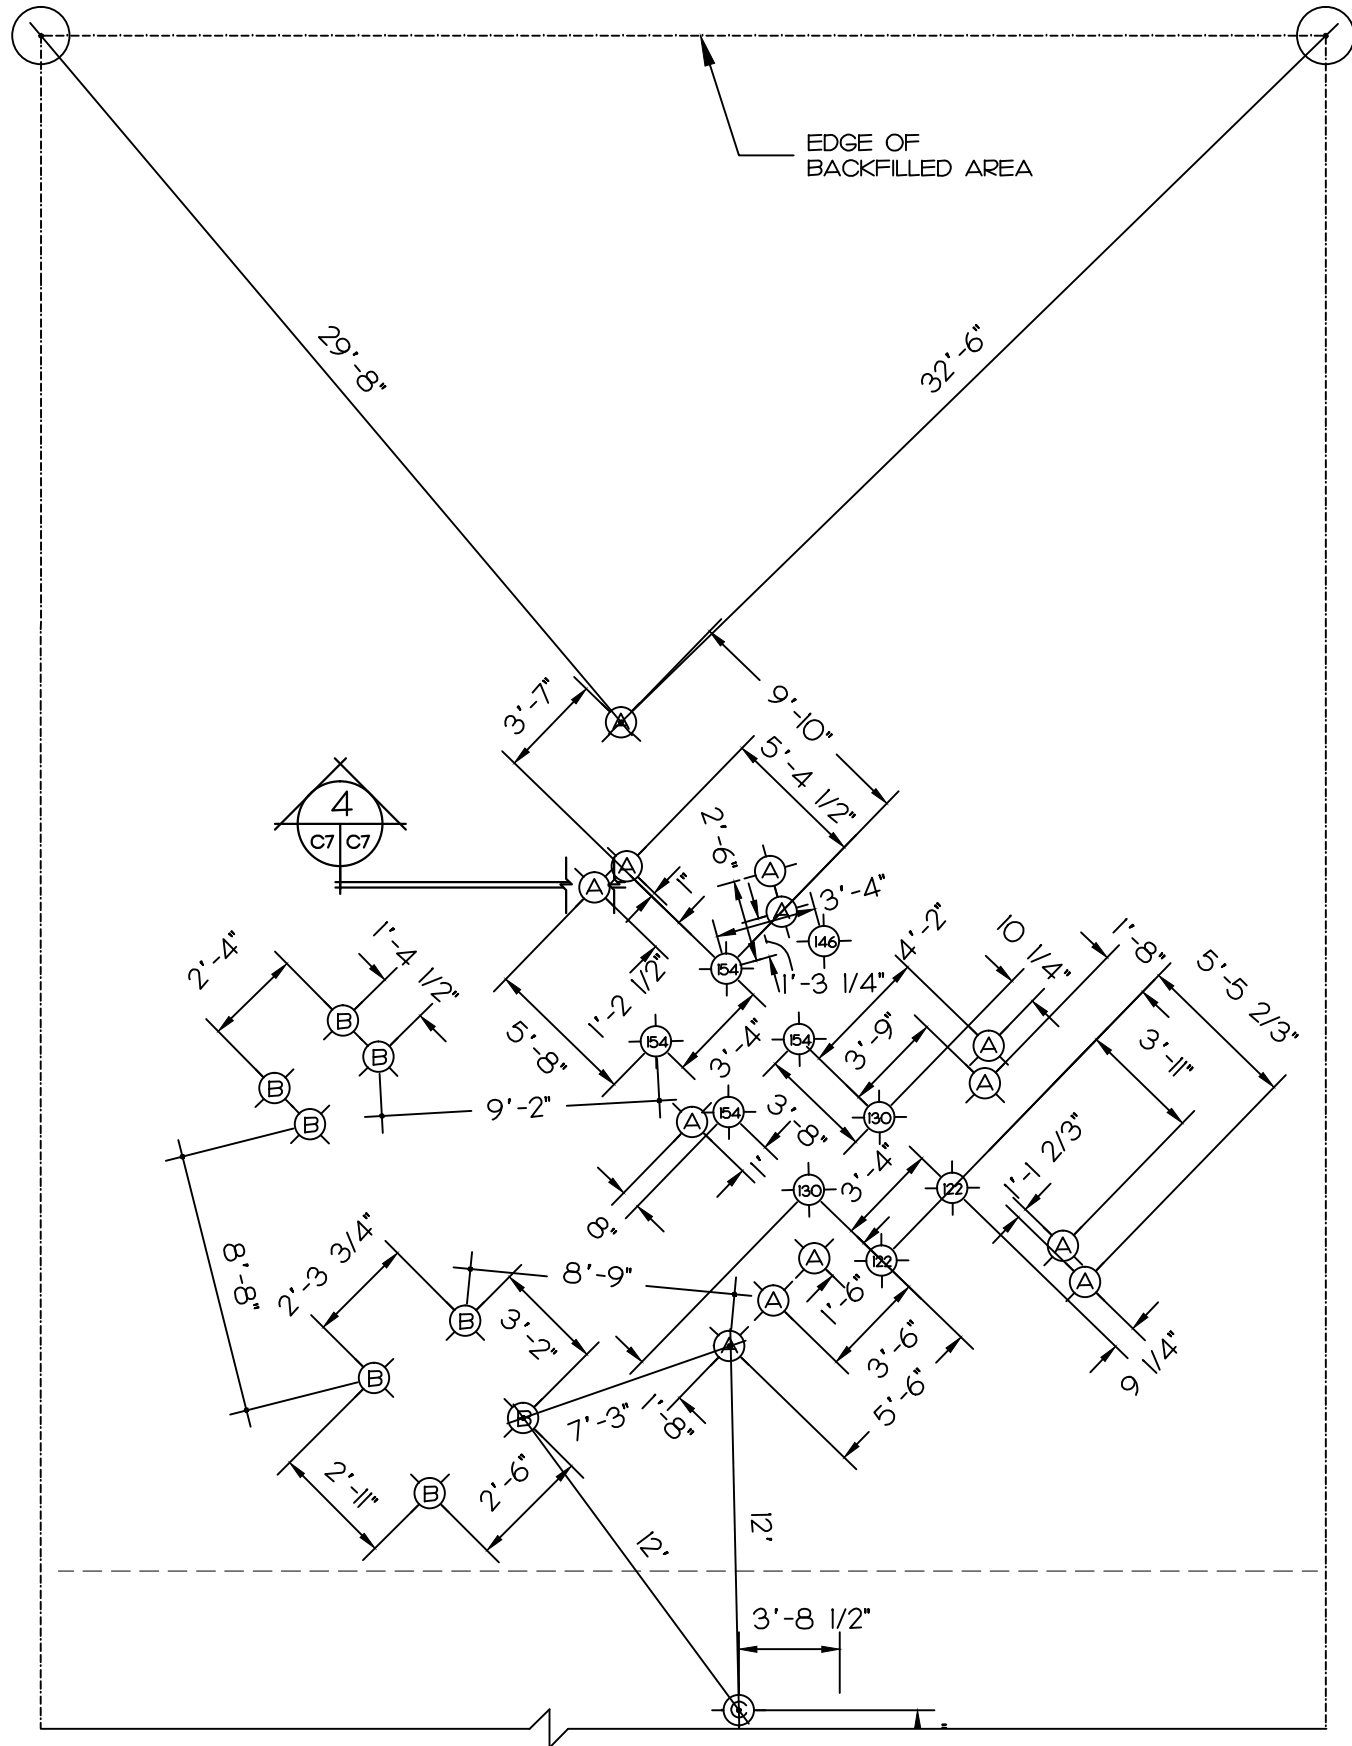 EDGE OF
BACKFILLED AREA
29'-8"
32'-6"
3'-7"
A
9'-10"
5'-4 1/2"
4
C7 C7
A
A
1"
2'-6"
A
A
3'-4"
146
154
1'-3 1/4"
4'-2"
10 1/4"
1'-8"
5'-5 2/3"
2'-4"
1'-4 1/2"
B
B
B
B
5'-8"
1'-2 1/2"
154
3'-4"
154
3'-9"
A
A
3'-11"
9'-2"
A
154
3'-8"
130
1'
8"
130
3'-4"
122
1'-1 2/3"
8'-8"
2'-3 3/4"
8'-9"
A
122
A
A
B
3'-2"
A
1'-6"
A
3'-6"
9 1/4"
B
B
7'-3"
1'-8"
5'-6"
2'-11"
B
2'-6"
12'
12'
3'-8 1/2"
C
"